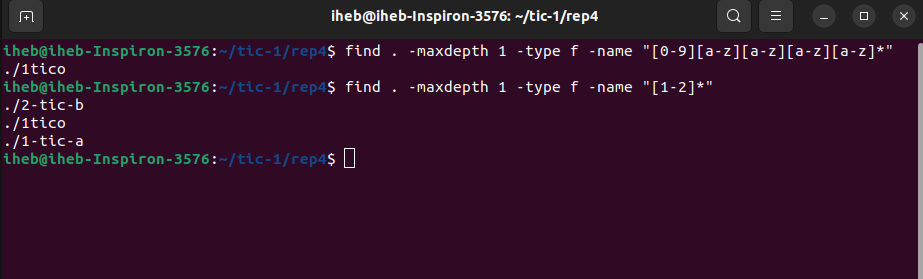 iheb@iheb-Inspiron-3576: ~/tic-1/rep4
iheb@iheb-Inspiron-3576:~/tic-1/rep4$ find . -maxdepth 1 -type f -name "[0-9][a-z][a-z][a-z][a-z]*"
./1tico
iheb@iheb-Inspiron-3576:~/tic-1/rep4$ find . -maxdepth 1 -type f -name "[1-2]*"
./2-tic-b
./1tico
./1-tic-a
iheb@iheb-Inspiron-3576:~/tic-1/rep4$